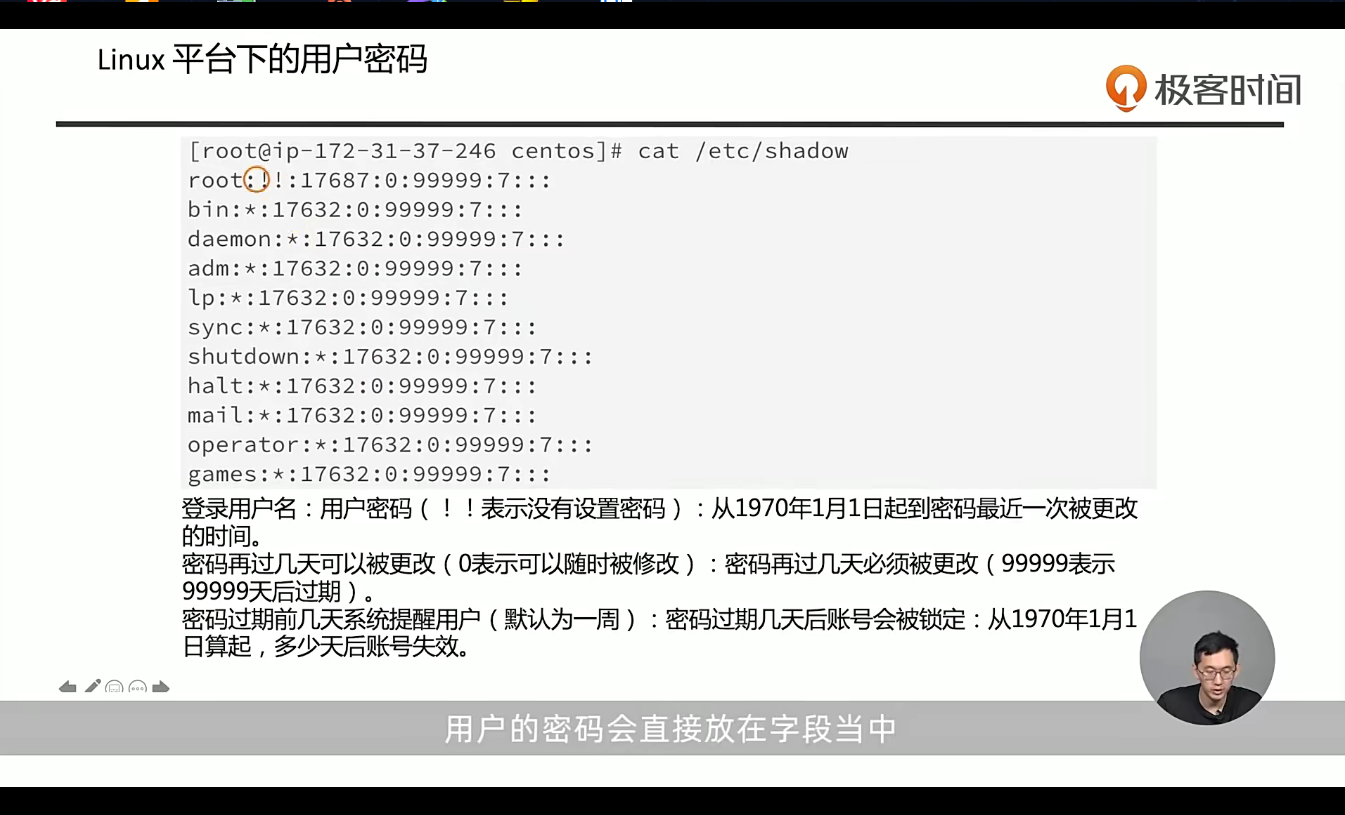 Linux 平台下的用户密码
极客时间
[root@ip-172-31-37-246 centos]# cat /etc/shadow
root:!!:17687:0:99999:7:::
bin:*:17632:0:99999:7:::
daemon:*:17632:0:99999:7:::
adm:*:17632:0:99999:7:::
lp:*:17632:0:99999:7:::
sync:*:17632:0:99999:7:::
shutdown:*:17632:0:99999:7:::
halt:*:17632:0:99999:7:::
mail:*:17632:0:99999:7:::
operator:*:17632:0:99999:7:::
games:*:17632:0:99999:7:::
登录用户名：用户密码（！！表示没有设置密码）：从1970年1月1日起到密码最近一次被更改
的时间。
密码再过几天可以被更改（0表示可以随时被修改）：密码再过几天必须被更改（99999表示
99999天后过期）。
密码过期前几天系统提醒用户（默认为一周）：密码过期几天后账号会被锁定：从1970年1月1
日算起，多少天后账号失效。
用户的密码会直接放在字段当中